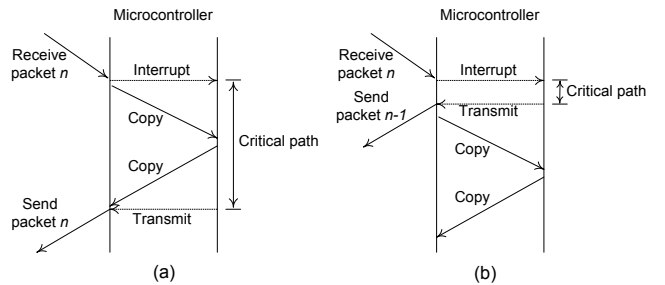 Microcontroller
Receive
packet n
Interrupt
Copy
Copy
Critical path
Send
packet n
Transmit
(a)
Microcontroller
Receive
packet n
Interrupt
Critical path
Send
packet n-1
Transmit
Copy
Copy
(b)